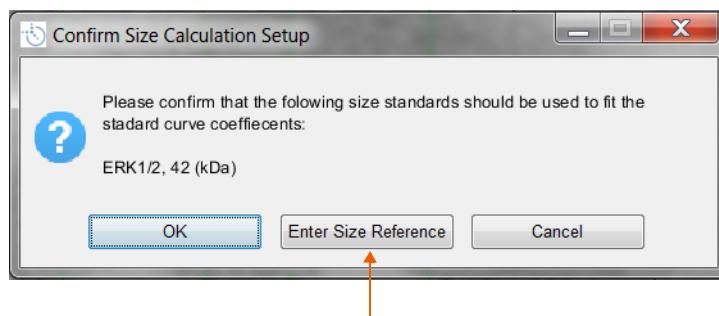 Confirm Size Calculation Setup
X
Please confirm that the folowing size standards should be used to fit the
stadard curve coeffiecents:
ERK1/2, 42 (kDa)
?
OK
Enter Size Reference
Cancel